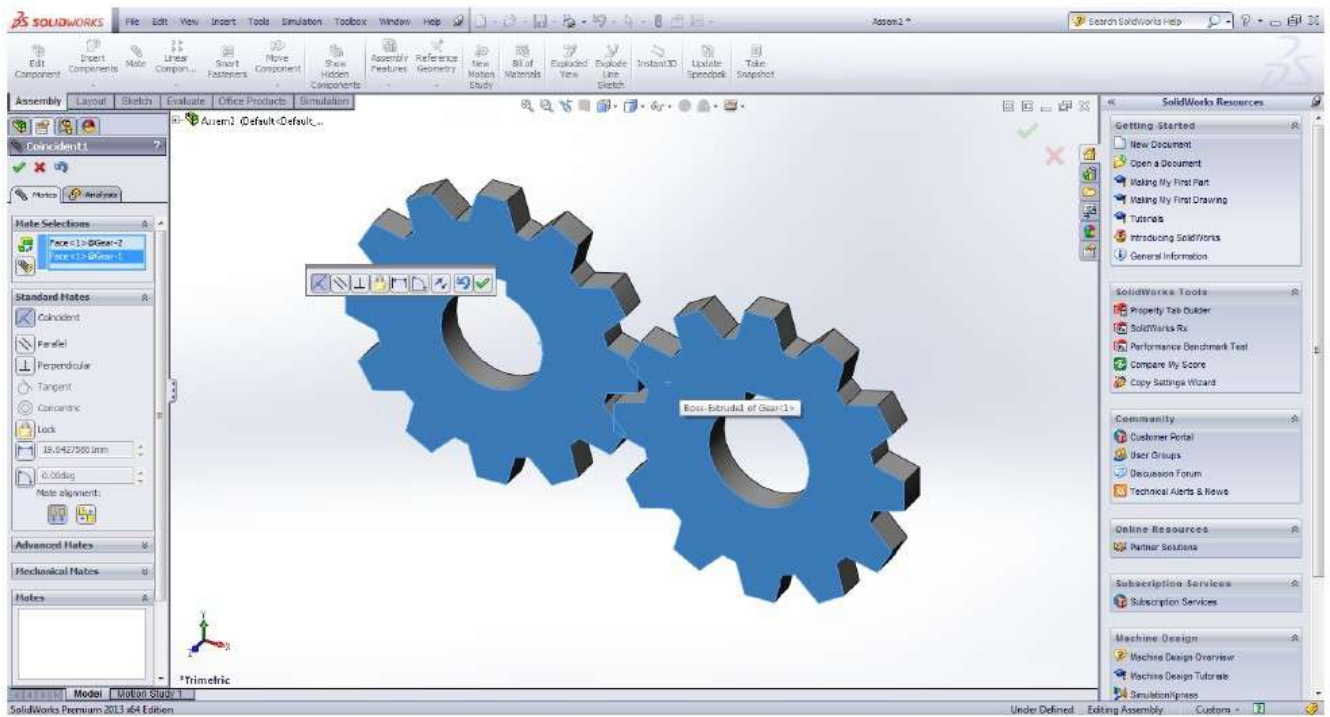 SOLIDWORKS File Edit View Insert Tools Simulation Toolbox Window Help
Assem2 *
Search SolidWorks Help
Edit Component
Insert Components
Mate
Linear Compon...
Smart Fasteners
Move Component
Show Hidden Components
Assembly Features
Reference Geometry
New Motion Study
Bill of Materials
Exploded View
Explode Line Sketch
Instant3D
Update Speedpak
Take Snapshot
Assembly Layout Sketch Evaluate Office Products Simulation
Assem2 (Default<Default_...
Coincident1 ?
Mates Analysis
Mate Selections
Face<1>@Gear-2
Face<1>@Gear-1
Standard Mates
Coincident
Parallel
Perpendicular
Tangent
Concentric
Lock
0.00deg
Mate alignment:
Advanced Mates
Mechanical Mates
Mates
Boss-Extrude1 of Gear<1>
Y
X
Z
*Trimetric
Model Motion Study 1
SolidWorks Premium 2013 x64 Edition
Under Defined Editing Assembly Custom
SolidWorks Resources
Getting Started
New Document
Open a Document
Making My First Part
Making My First Drawing
Tutorials
Introducing SolidWorks
General Information
SolidWorks Tools
Property Tab Builder
SolidWorks Rx
Performance Benchmark Test
Compare My Score
Copy Settings Wizard
Community
Customer Portal
User Groups
Discussion Forum
Technical Alerts & News
Online Resources
Partner Solutions
Subscription Services
Subscription Services
Machine Design
Machine Design Overview
Machine Design Tutorials
SimulationXpress